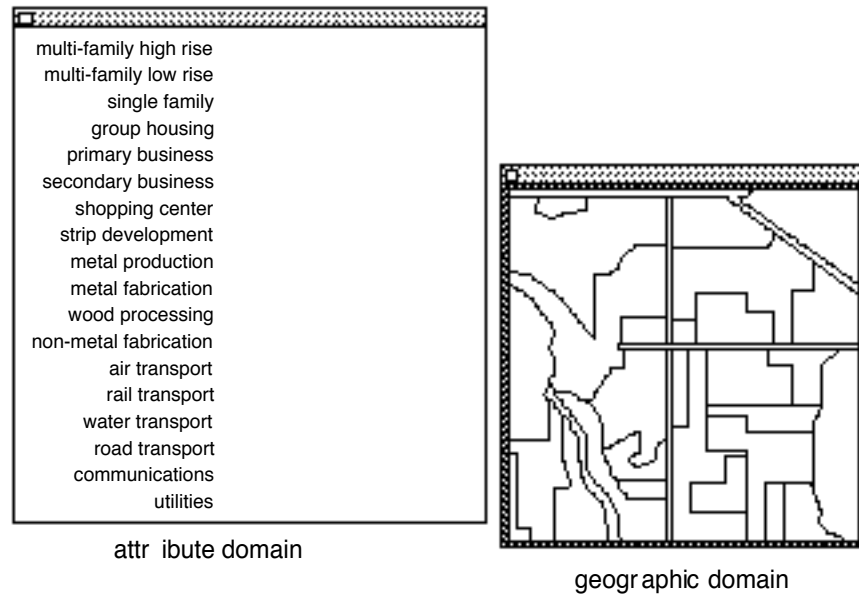 multi-family high rise
multi-family low rise
single family
group housing
primary business
secondary business
shopping center
strip development
metal production
metal fabrication
wood processing
non-metal fabrication
air transport
rail transport
water transport
road transport
communications
utilities
attr ibute domain
geographic domain